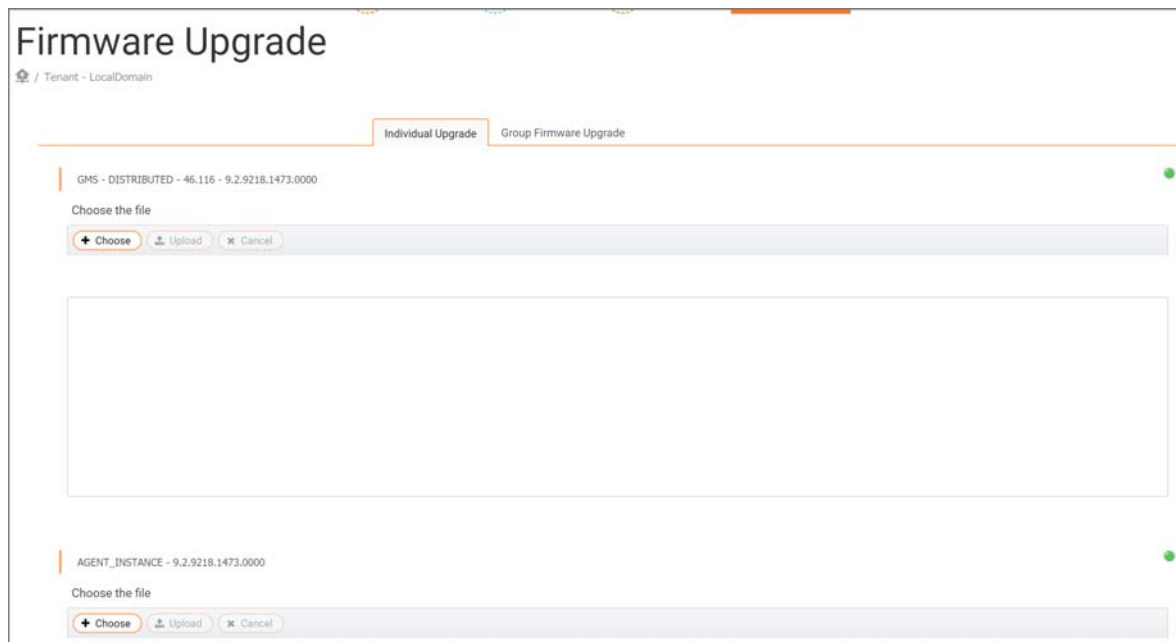 Firmware Upgrade
/ Tenant - LocalDomain
Individual Upgrade Group Firmware Upgrade
GMS - DISTRIBUTED - 46.116 - 9.2.9218.1473.0000
Choose the file
+ Choose Upload x Cancel
AGENT_INSTANCE - 9.2.9218.1473.0000
Choose the file
+ Choose Upload x Cancel